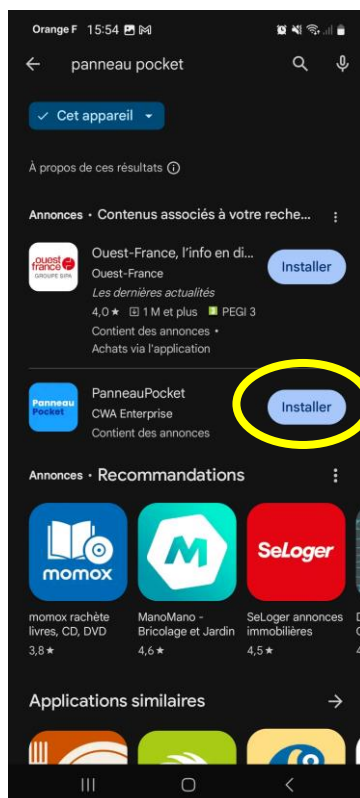 Orange F 15:54
panneau pocket
Cet appareil
À propos de ces résultats
Annonces • Contenus associés à votre reche...
ouest
france
GROUPE SIPA
Ouest-France, l'info en di...
Ouest-France
Les dernières actualités
4,0 ★ 1 M et plus PEGI 3
Contient des annonces •
Achats via l'application
Installer
Panneau
Pocket
PanneauPocket
CWA Enterprise
Contient des annonces
Installer
Annonces • Recommandations
momox
SeLoger
momox rachète
livres, CD, DVD
3,8 ★
ManoMano -
Bricolage et Jardin
4,6 ★
SeLoger annonces
immobilières
4,5 ★
Applications similaires